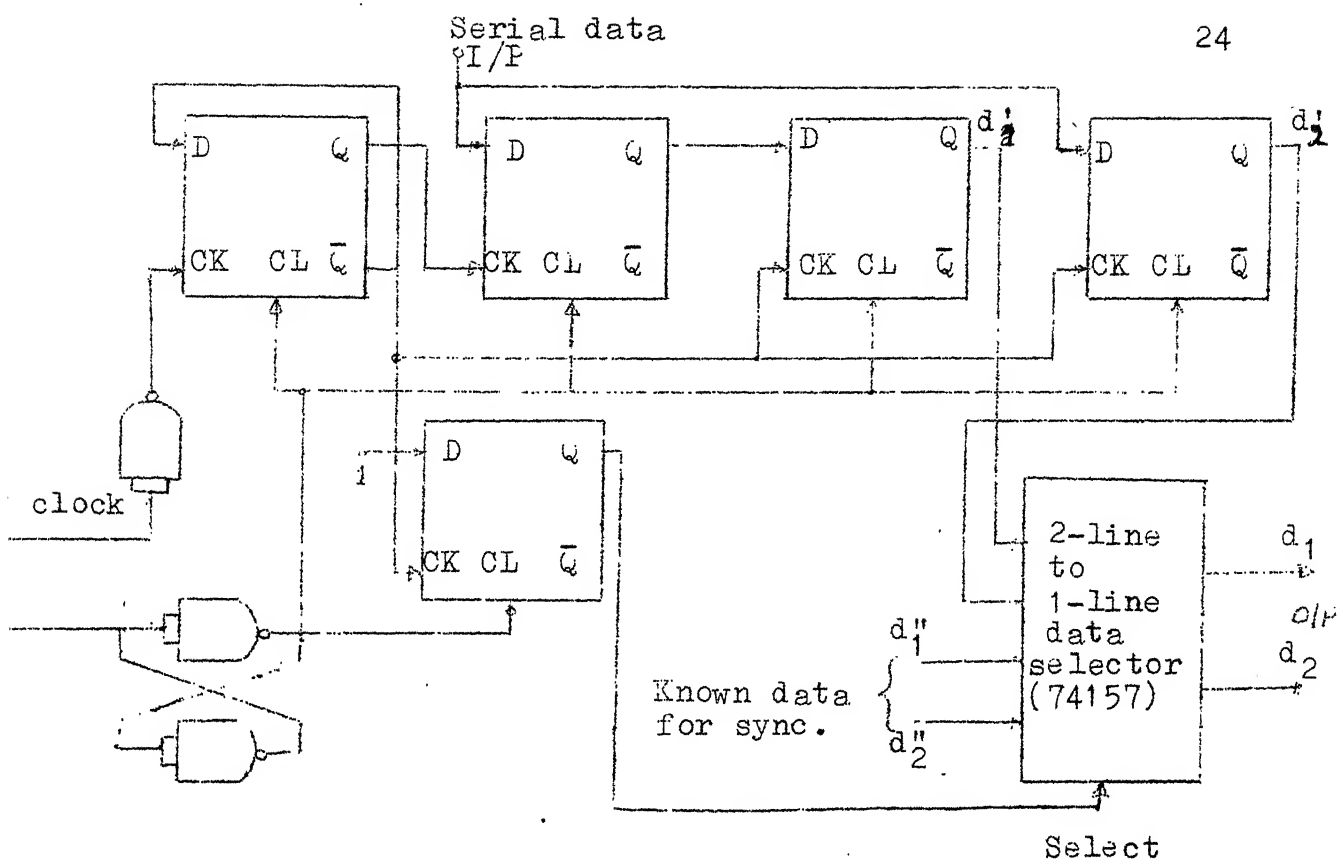 24
Serial data
I/P
D Q
CK CL Q̅
D Q
CK CL Q̅
D Q
CK CL Q̅
D Q
CK CL Q̅
d'1
d'2
clock
1
D Q
CK CL Q̅
2-line
to
1-line
data
selector
(74157)
d1
O/P
d2
Known data
for sync.
d"1
d"2
Select